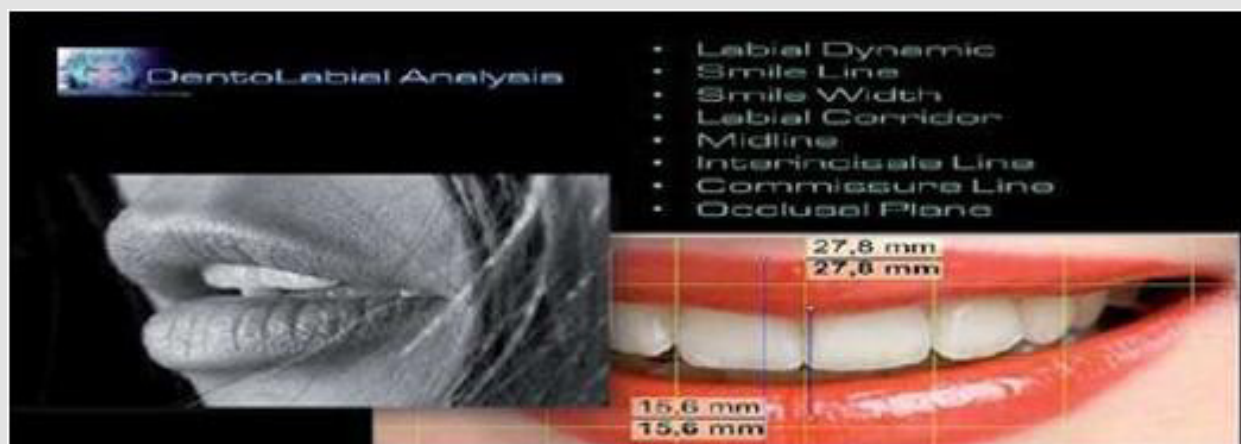 DentoLabial Analysis
• Labial Dynamic
• Smile Line
• Smile Width
• Labial Corridor
• Midline
• Interincisale Line
• Commissure Line
• Occlusal Plane
27,8 mm
27,8 mm
15,6 mm
15,6 mm